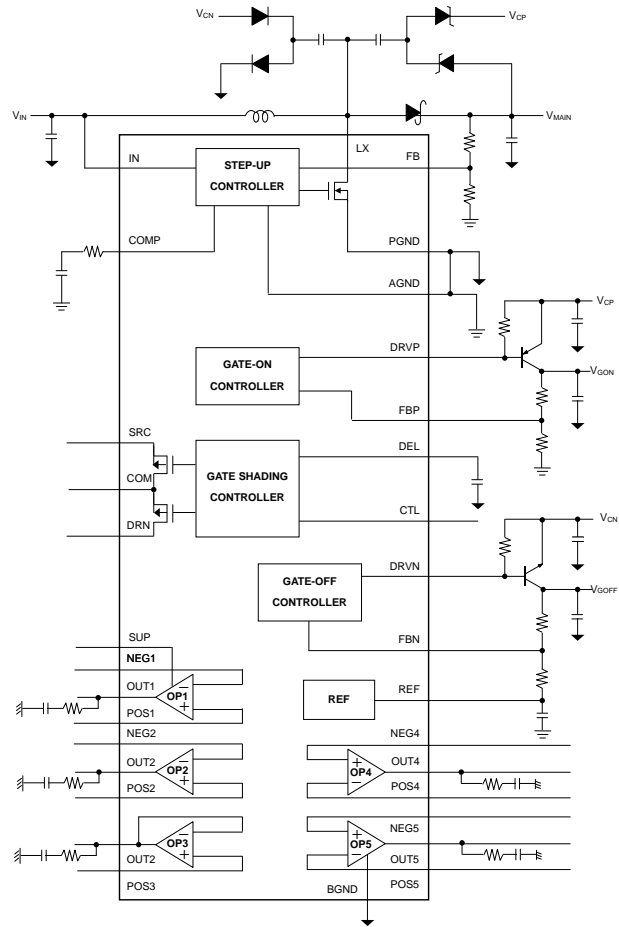 VCN
VCP
VIN
VMAIN
LX
IN
FB
STEP-UP
CONTROLLER
COMP
PGND
AGND
VCP
DRVP
GATE-ON
CONTROLLER
VGON
FBP
SRC
DEL
COM
GATE SHADING
CONTROLLER
DRN
CTL
VCN
DRVN
GATE-OFF
CONTROLLER
VGOFF
FBN
SUP
NEG1
OUT1
OP1
REF
REF
POS1
NEG2
NEG4
OUT2
OP2
OP4
OUT4
POS2
POS4
OP3
OP5
NEG5
OUT2
OUT5
POS3
BGND
POS5